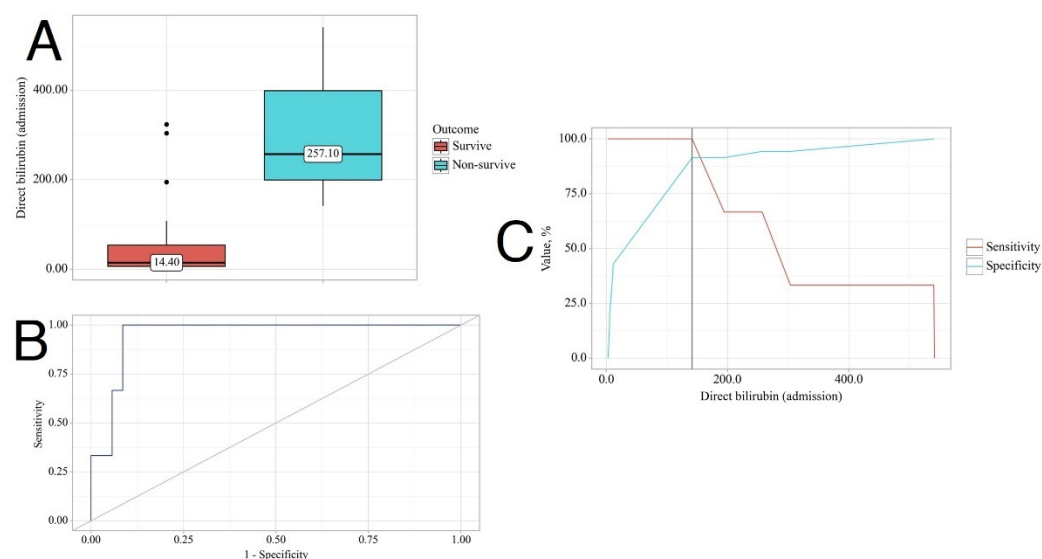 A
Direct bilirubin (admission)
400.00
200.00
0.00
257.10
14.40
Outcome
Survive
Non-survive
B
Sensitivity
1.00
0.75
0.50
0.25
0.00
0.00 0.25 0.50 0.75 1.00
1 - Specificity
C
Value, %
100.0
75.0
50.0
25.0
0.0
0.0 200.0 400.0
Direct bilirubin (admission)
Sensitivity
Specificity